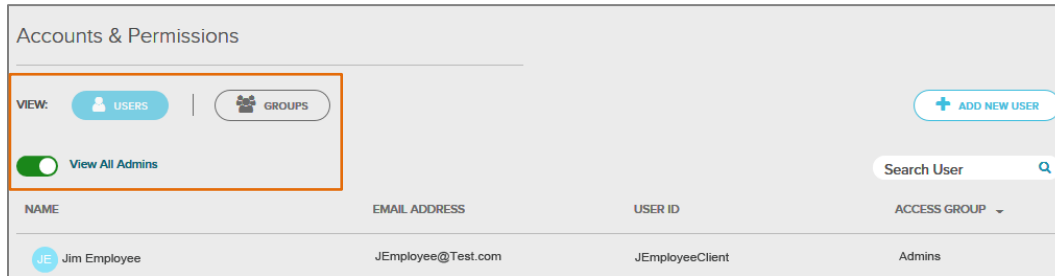 Accounts & Permissions
VIEW: USERS | GROUPS
ADD NEW USER
View All Admins
Search User
NAME EMAIL ADDRESS USER ID ACCESS GROUP
JE Jim Employee JEmployee@Test.com JEmployeeClient Admins